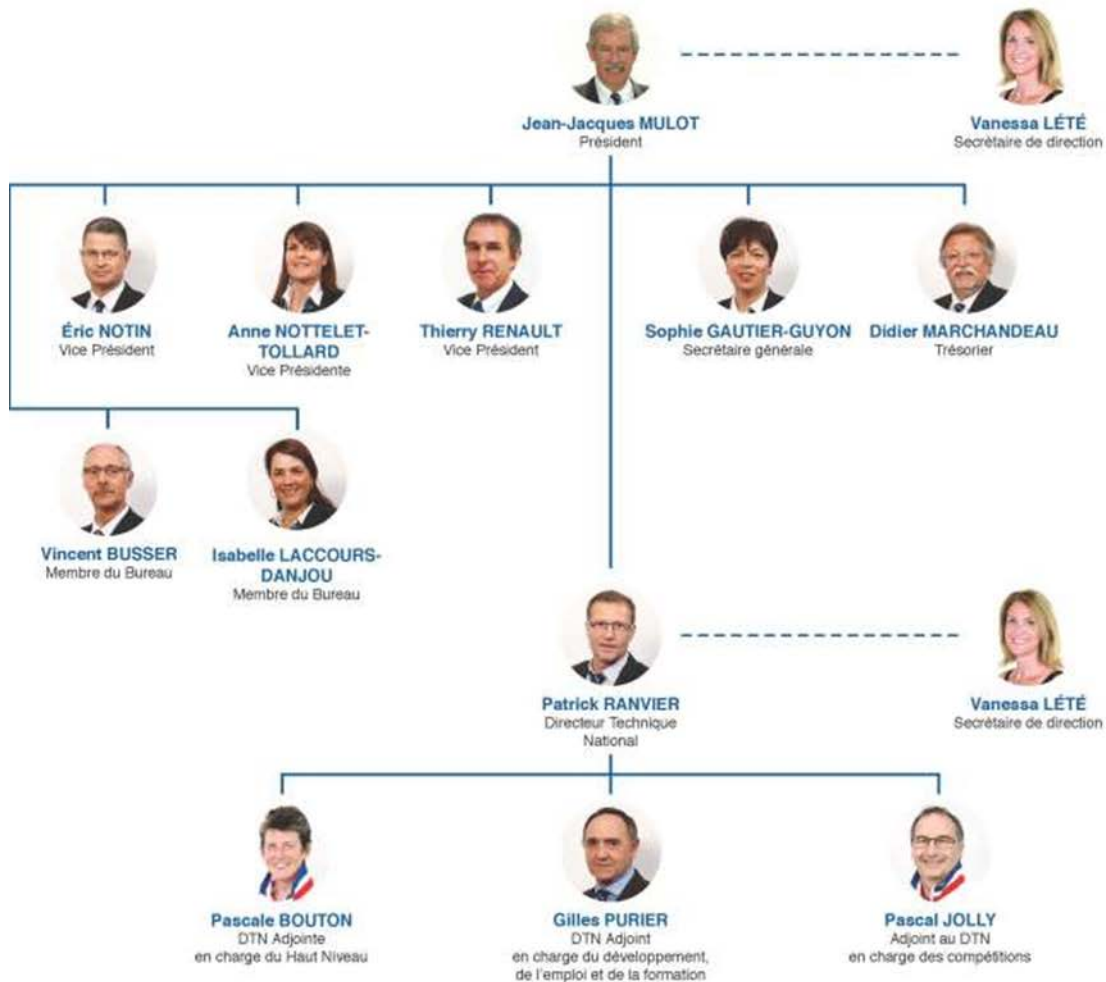 Jean-Jacques MULOT
Président
Vanessa LÉTÉ
Secrétaire de direction
Éric NOTIN
Vice Président
Anne NOTTELET-
TOLLARD
Vice Présidente
Thierry RENAULT
Vice Président
Sophie GAUTIER-GUYON
Secrétaire générale
Didier MARCHANDEAU
Trésorier
Vincent BUSSER
Membre du Bureau
Isabelle LACCOURS-
DANJOU
Membre du Bureau
Patrick RANVIER
Directeur Technique
National
Vanessa LÉTÉ
Secrétaire de direction
Pascale BOUTON
DTN Adjointe
en charge du Haut Niveau
Gilles PURIER
DTN Adjoint
en charge du développement,
de l'emploi et de la formation
Pascal JOLLY
Adjoint au DTN
en charge des compétitions